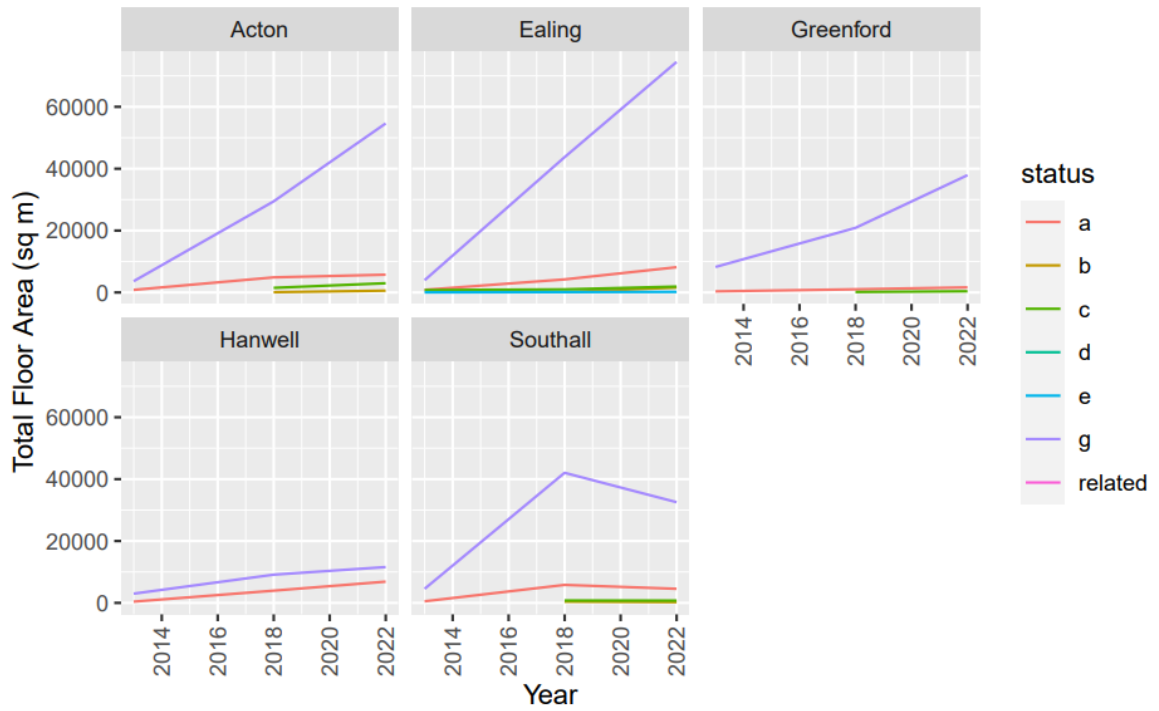 Acton Ealing Greenford
60000
40000
20000
0
2014 2016 2018 2020 2022
Hanwell Southall
60000
40000
20000
0
2014 2016 2018 2020 2022 2014 2016 2018 2020 2022
Year
Total Floor Area (sq m)
status
a
b
c
d
e
g
related